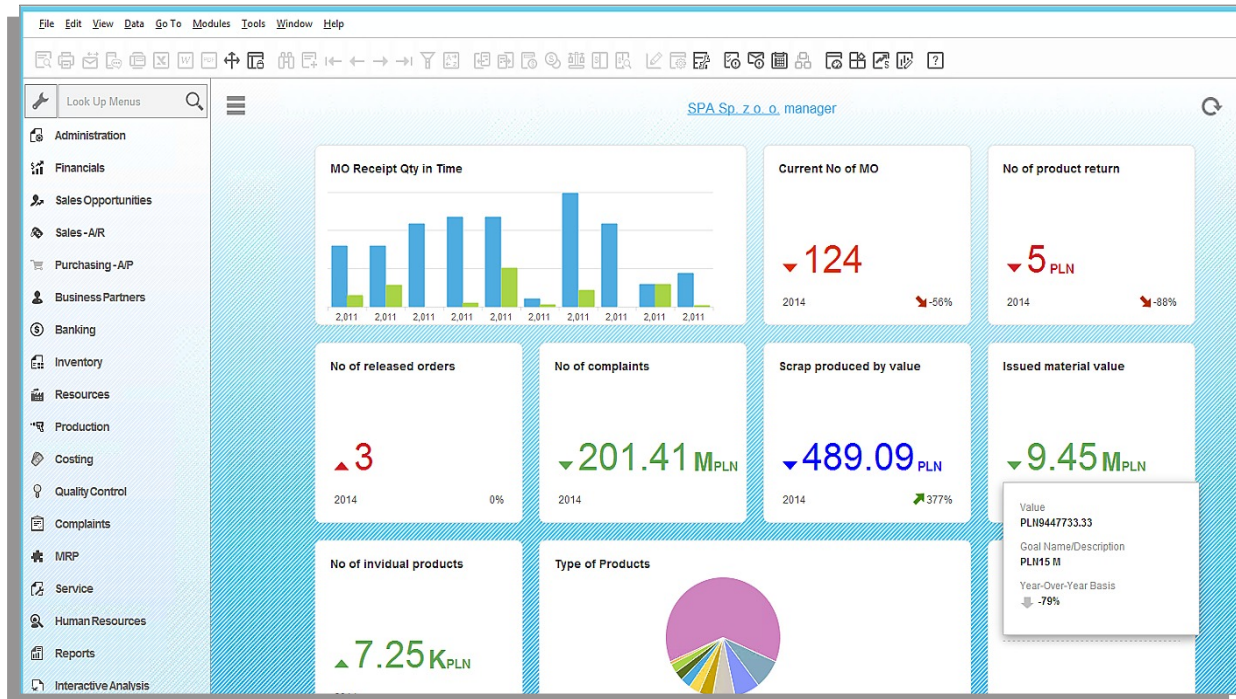 File Edit View Data Go To Modules Tools Window Help
Look Up Menus
SPA Sp. z o. o. manager
Administration
Financials
Sales Opportunities
Sales - A/R
Purchasing - A/P
Business Partners
Banking
Inventory
Resources
Production
Costing
Quality Control
Complaints
MRP
Service
Human Resources
Reports
Interactive Analysis
MO Receipt Qty in Time
2,011 2,011 2,011 2,011 2,011 2,011 2,011 2,011 2,011 2,011
Current No of MO
124
2014 -56%
No of product return
5 PLN
2014 -88%
No of released orders
3
2014 0%
No of complaints
201.41 MPLN
2014
Scrap produced by value
489.09 PLN
2014 377%
Issued material value
9.45 MPLN
Value
PLN9447733.33
Goal Name/Description
PLN15 M
Year-Over-Year Basis
-79%
No of invidual products
7.25 KPLN
Type of Products